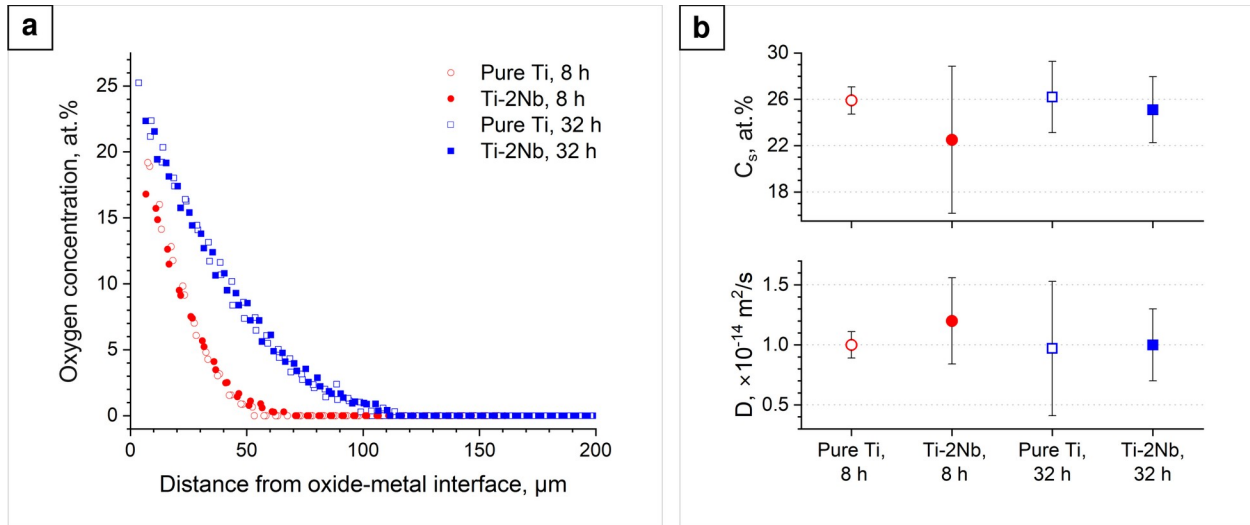 a
Oxygen concentration, at.%
25
20
15
10
5
0
0 50 100 150 200
Distance from oxide-metal interface, µm
Pure Ti, 8 h
Ti-2Nb, 8 h
Pure Ti, 32 h
Ti-2Nb, 32 h
b
Cs, at.%
30
26
22
18
D, ×10⁻¹⁴ m²/s
1.5
1.0
0.5
Pure Ti, Ti-2Nb, Pure Ti, Ti-2Nb,
8 h 8 h 32 h 32 h